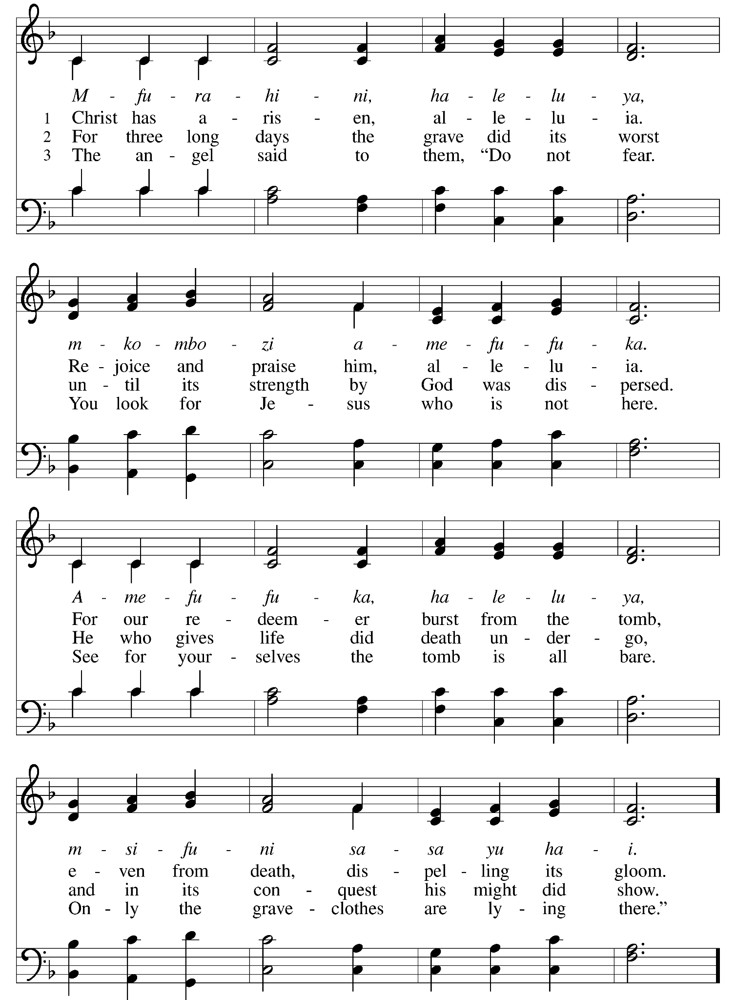 M - fu - ra - hi - ni, ha - le - lu - ya,
1 Christ has a - ris - en, al - le - lu - ia.
2 For three long days the grave did its worst
3 The an - gel said to them, “Do not fear.
m - ko - mbo - zi a - me - fu - fu - ka.
Re - joice and praise him, al - le - lu - ia.
un - til its strength by God was dis - persed.
You look for Je - sus who is not here.
A - me - fu - fu - ka, ha - le - lu - ya,
For our re - deem - er burst from the tomb,
He who gives life did death un - der - go,
See for your - selves the tomb is all bare.
m - si - fu - ni sa - sa yu ha - i.
e - ven from death, dis - pel - ling its gloom.
and in its con - quest his might did show.
On - ly the grave - clothes are ly - ing there.”